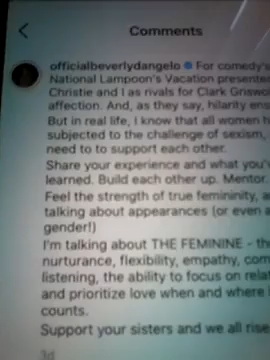 Comments
officialbeverlydangelo For comedy's
National Lampoon's Vacation presente
Christie and I as rivals for Clark Griswo
affection. And, as they say, hilarity ens
But in real life, I know that all women h
subjected to the challenge of sexism,
need to to support each other.
Share your experience and what you'
learned. Build each other up. Mentor.
Feel the strength of true femininity, a
talking about appearances (or even a
gender!)
I'm talking about THE FEMININE - th
nurturance, flexibility, empathy, com
listening, the ability to focus on rela
and prioritize love when and where
counts.
Support your sisters and we all rise
3d